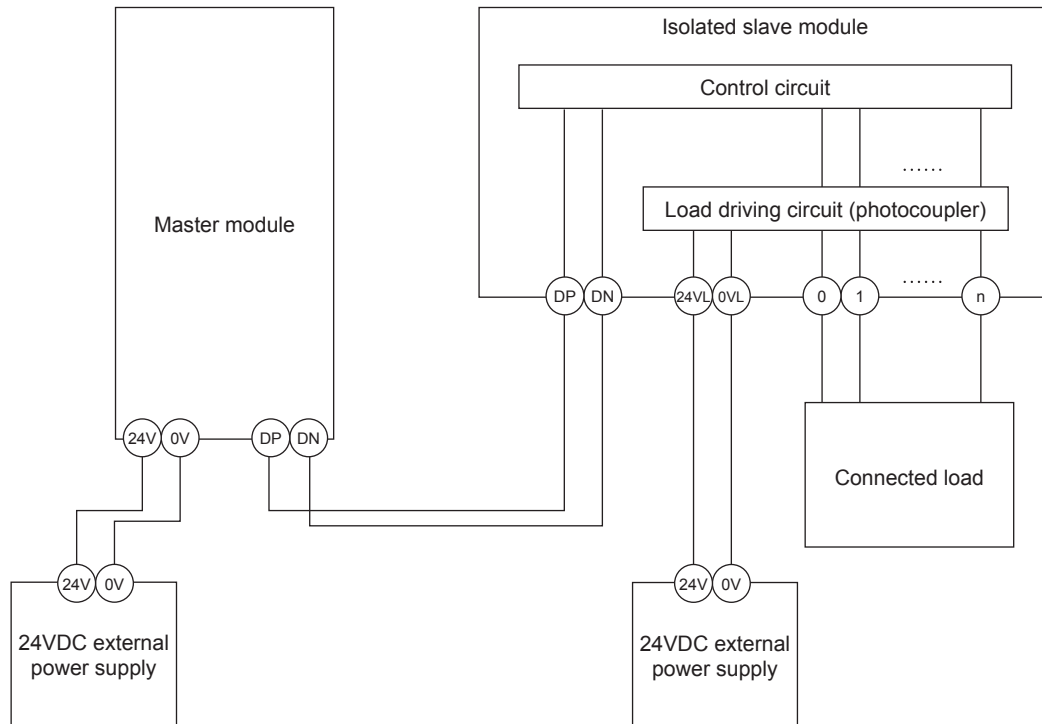 Isolated slave module
Control circuit
......
Master module
Load driving circuit (photocoupler)
DP DN 24VL 0VL 0 1 ...... n
24V 0V DP DN
Connected load
24V 0V
24VDC external
power supply
24V 0V
24VDC external
power supply